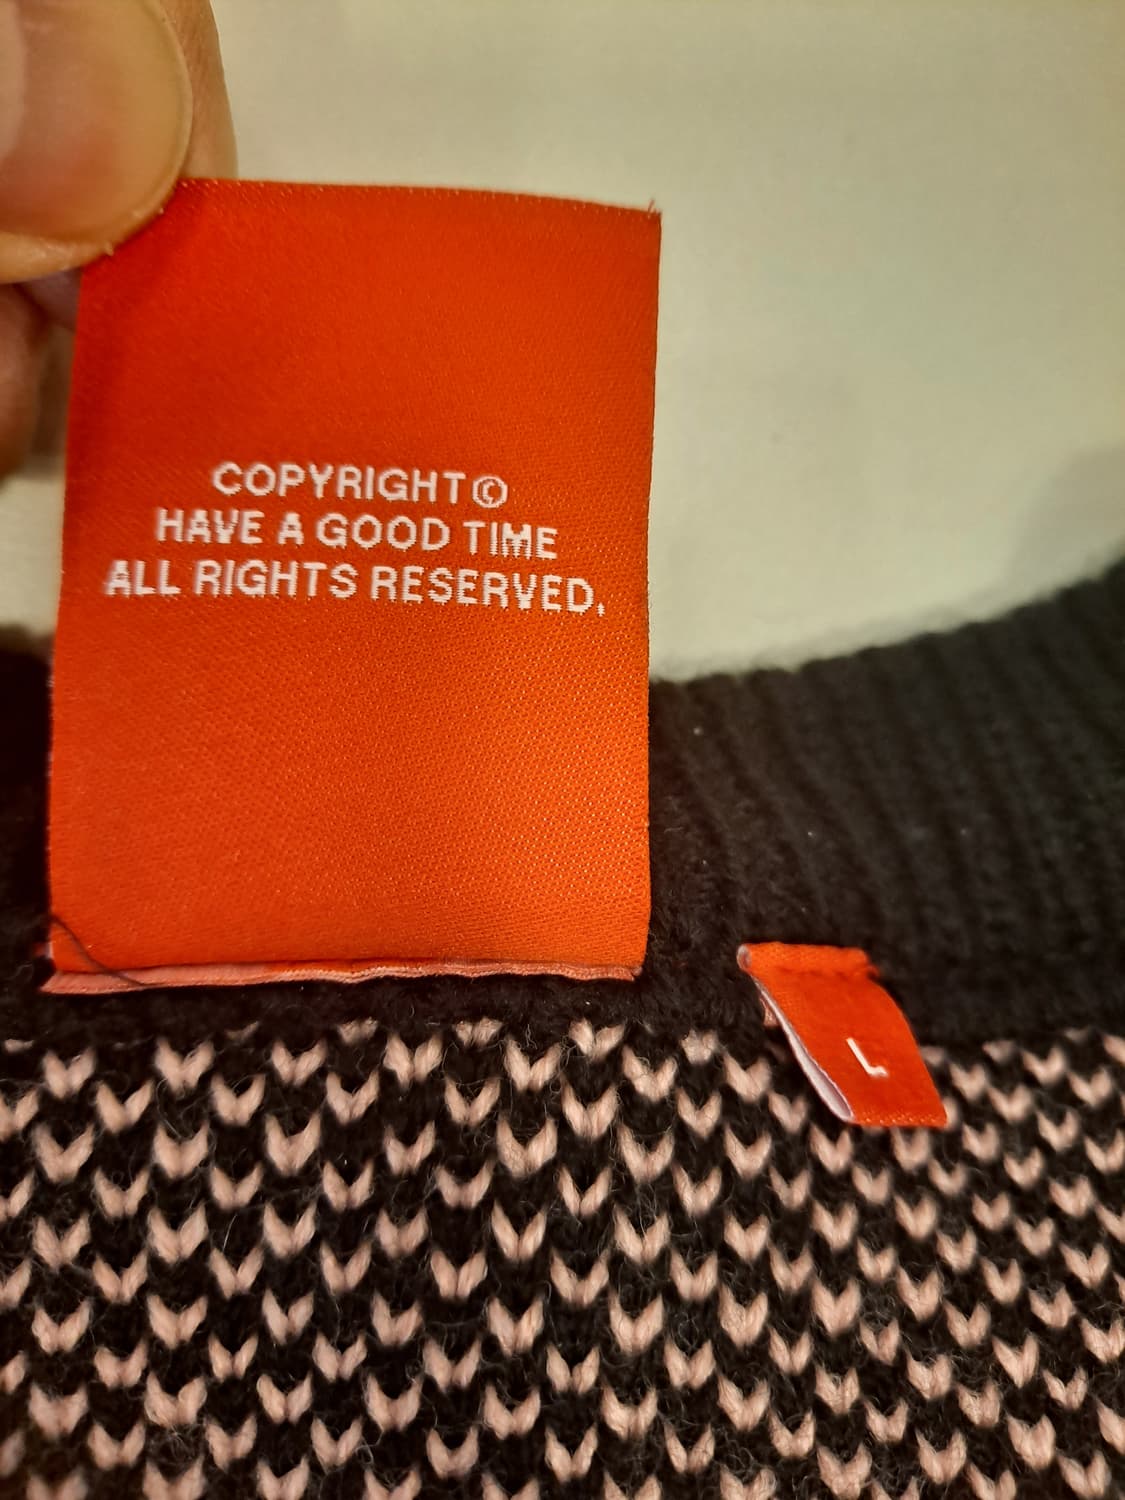 COPYRIGHT©
HAVE A GOOD TIME
ALL RIGHTS RESERVED.
L